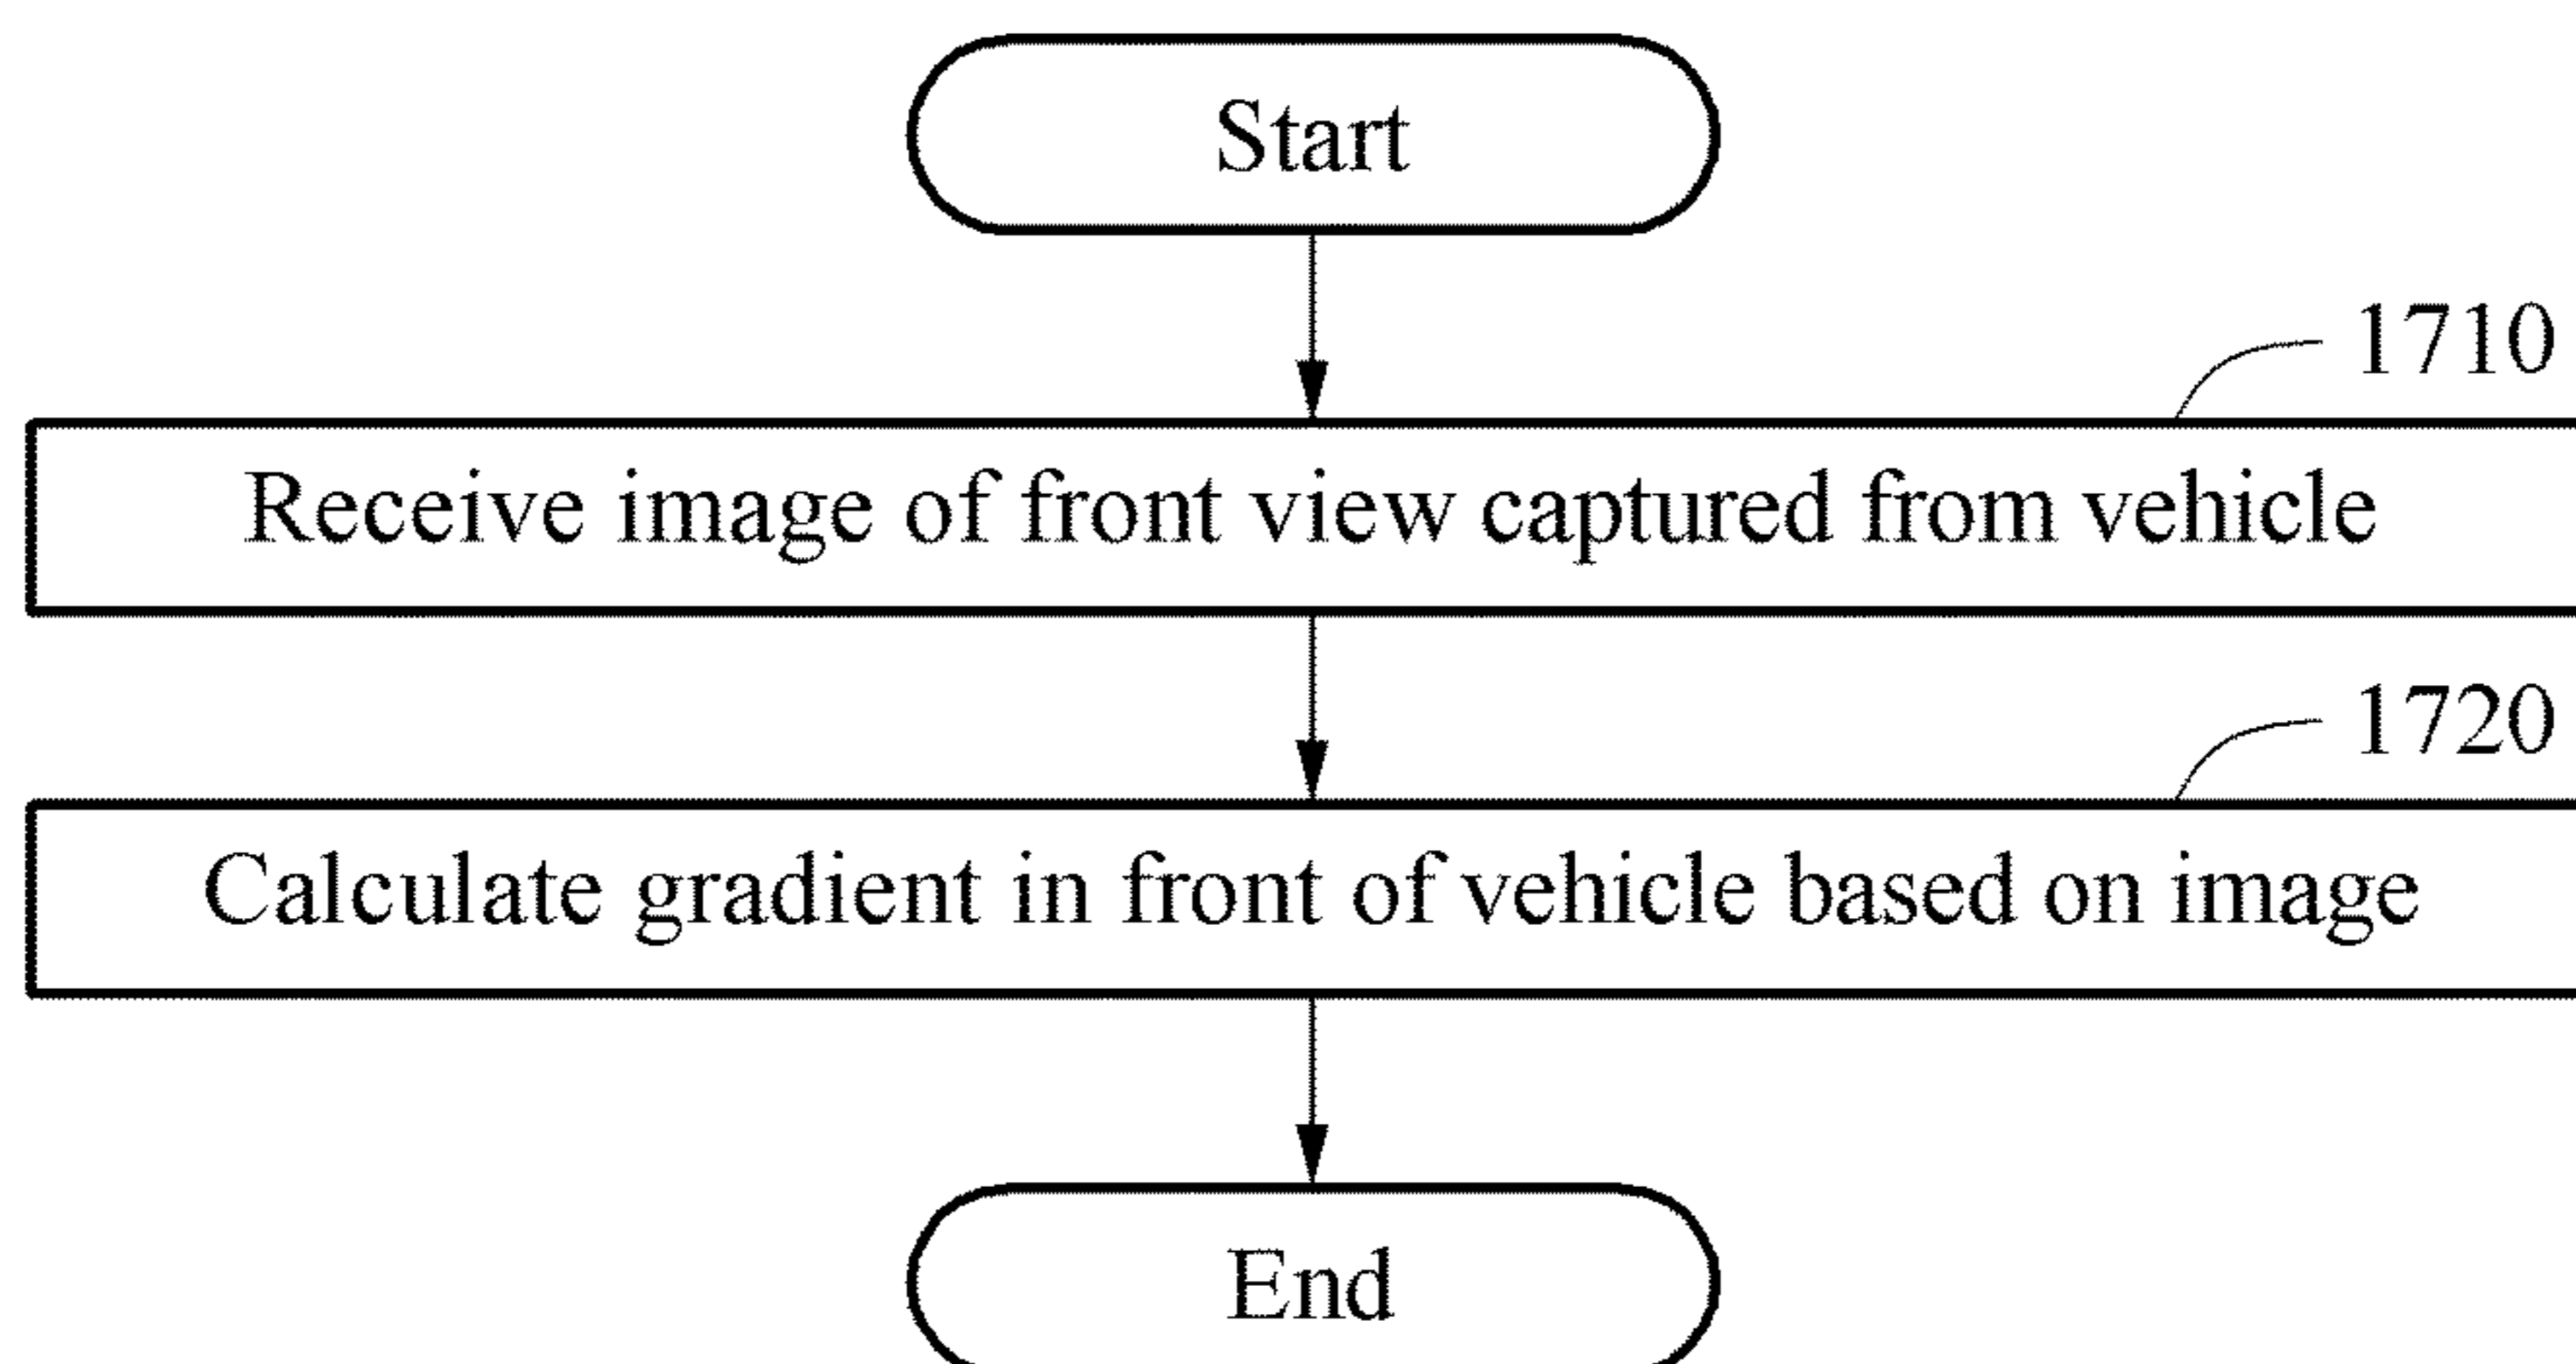 Start
1710
Receive image of front view captured from vehicle
1720
Calculate gradient in front of vehicle based on image
End